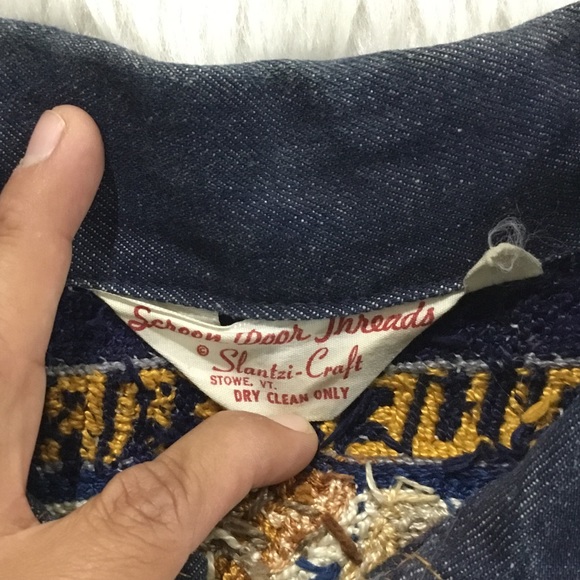 Screen Door Threads
© Slantzi-Craft
STOWE, VT.
DRY CLEAN ONLY